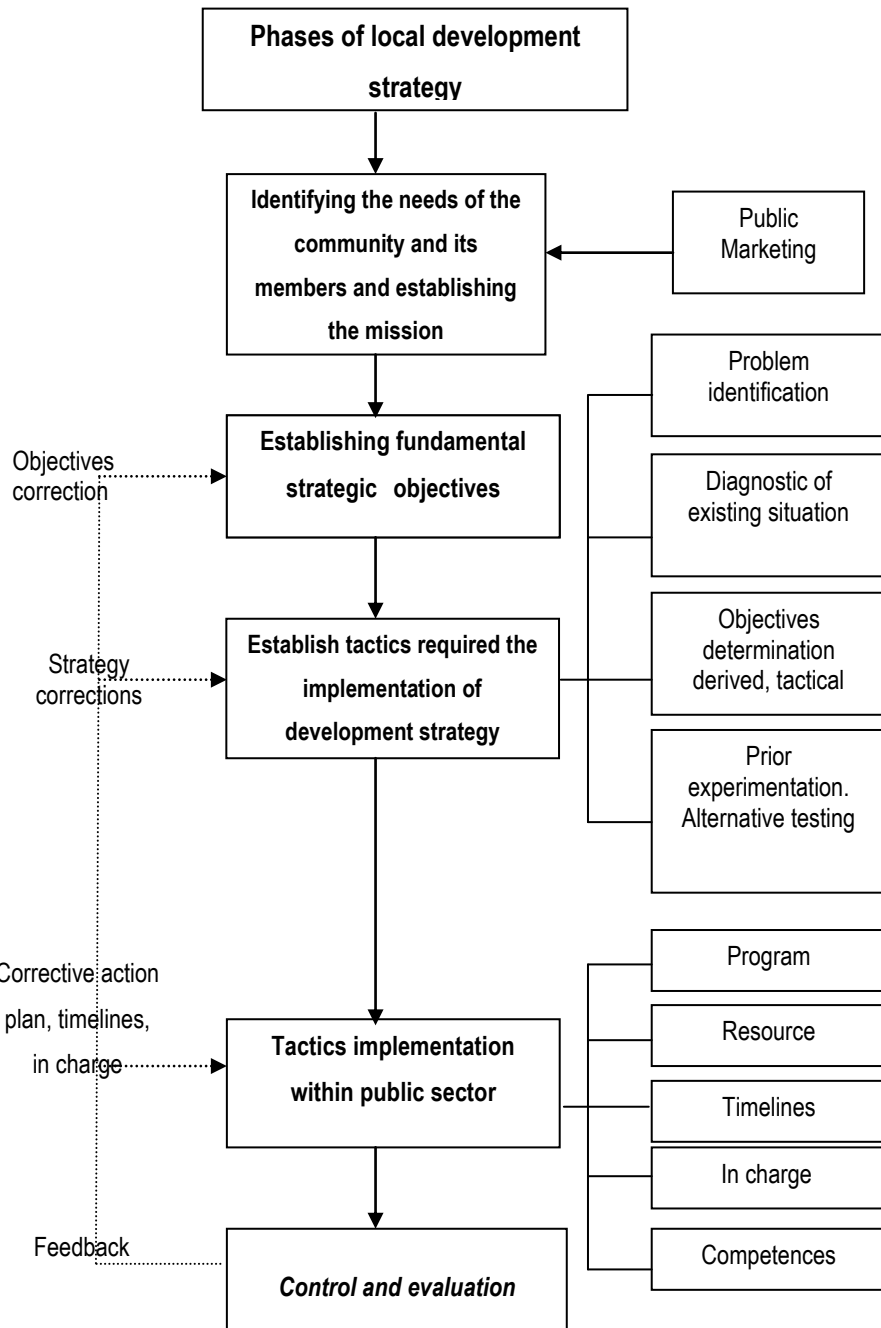 Phases of local development
strategy
Identifying the needs of the
community and its
members and establishing
the mission
Public
Marketing
Problem
identification
Objectives
correction
Establishing fundamental
strategic objectives
Diagnostic of
existing situation
Strategy
corrections
Establish tactics required the
implementation of
development strategy
Objectives
determination
derived, tactical
Prior
experimentation.
Alternative testing
Corrective action
plan, timelines,
in charge
Tactics implementation
within public sector
Program
Resource
Timelines
In charge
Competences
Feedback
Control and evaluation